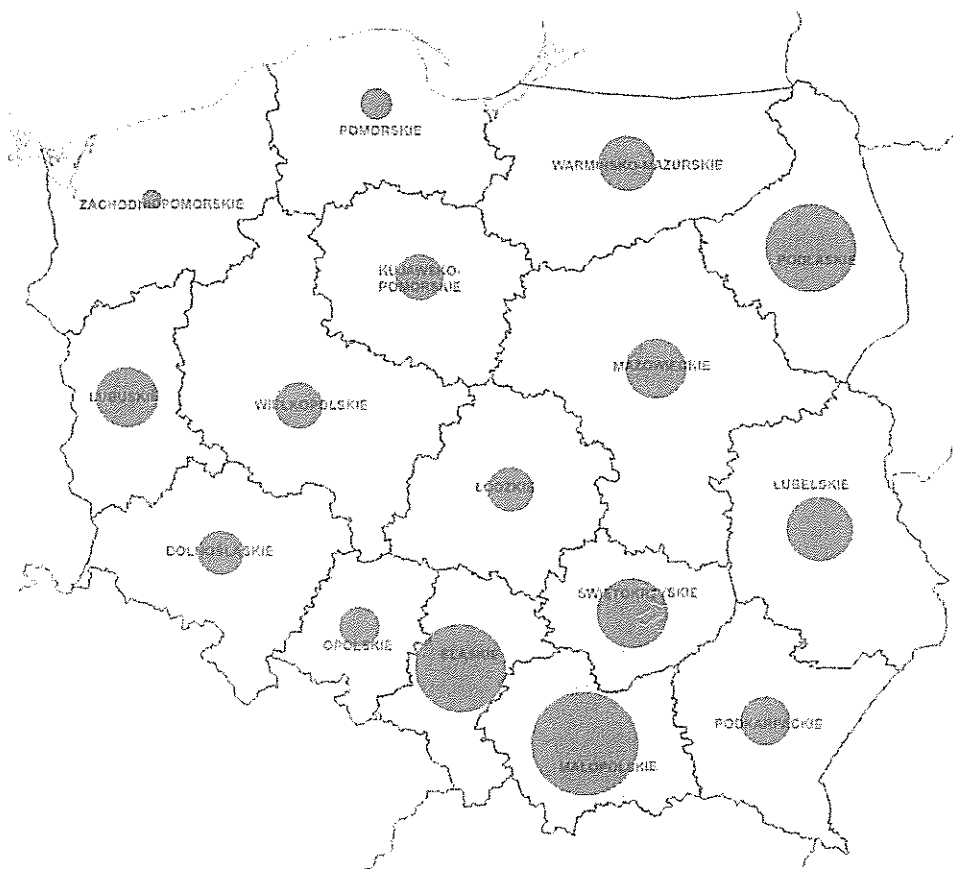 POMORSKIE
WARMIŃSKO-MAZURSKIE
ZACHODNIOPOMORSKIE
PODLASKIE
KUJAWSKO-
POMORSKIE
MAZOWIECKIE
LUBUSKIE
WIELKOPOLSKIE
ŁÓDZKIE
LUBELSKIE
DOLNOŚLĄSKIE
ŚWIĘTOKRZYSKIE
OPOLSKIE
ŚLĄSKIE
PODKARPACKIE
MAŁOPOLSKIE